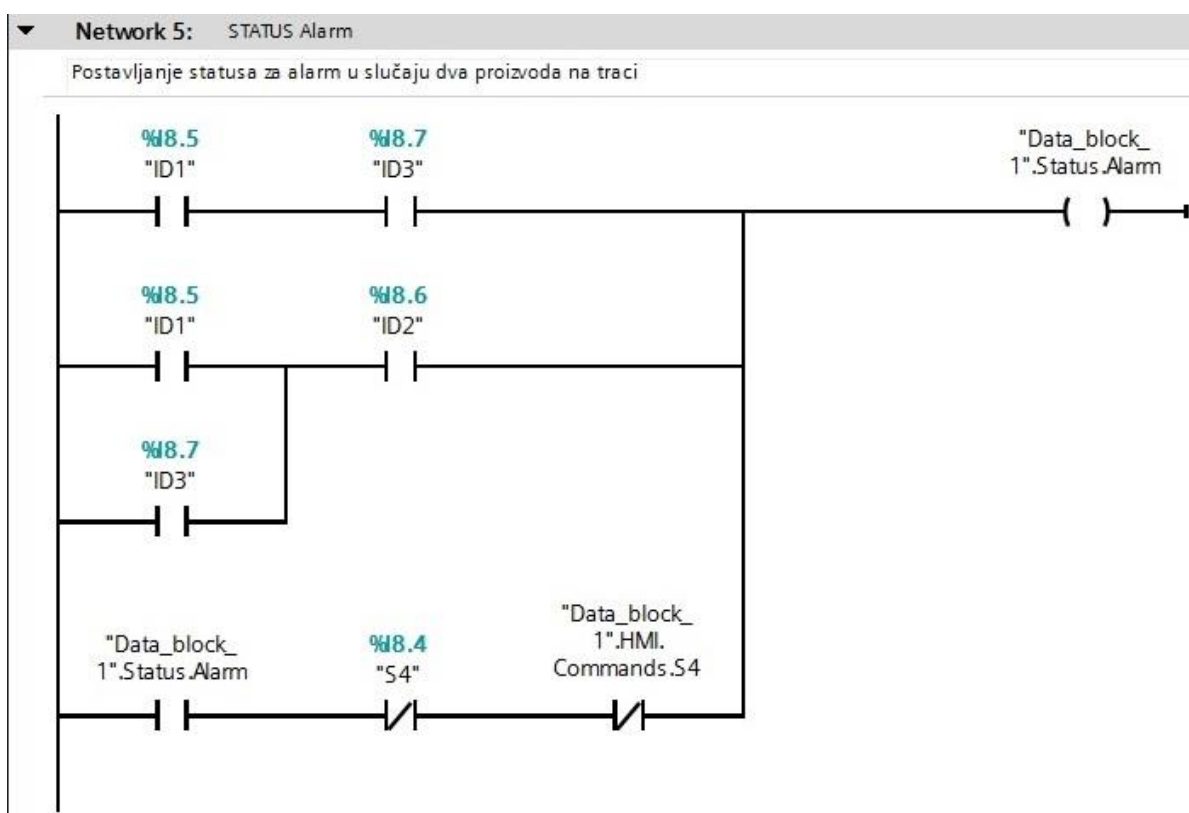 Network 5: STATUS Alarm
Postavljanje statusa za alarm u slučaju dva proizvoda na traci
%I8.5
"ID1"
%I8.7
"ID3"
"Data_block_
1".Status.Alarm
%I8.5
"ID1"
%I8.6
"ID2"
%I8.7
"ID3"
"Data_block_
1".Status.Alarm
%I8.4
"S4"
"Data_block_
1".HMI.
Commands.S4